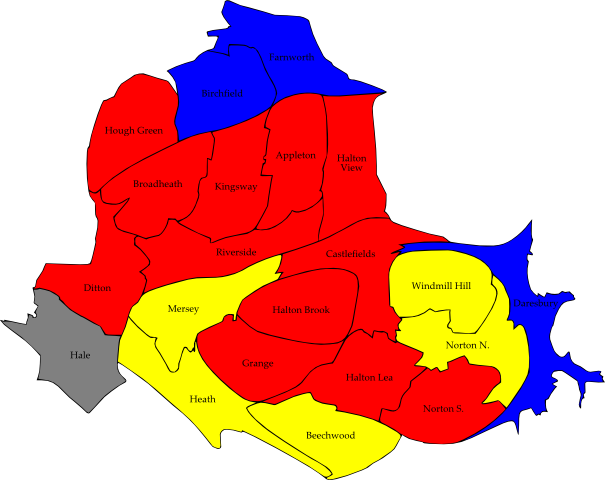 Farnworth
Birchfield
Hough Green
Appleton
Halton
View
Broadheath
Kingsway
Riverside
Castlefields
Ditton
Windmill Hill
Daresbury
Mersey
Halton Brook
Norton N.
Hale
Grange
Halton Lea
Heath
Norton S.
Beechwood